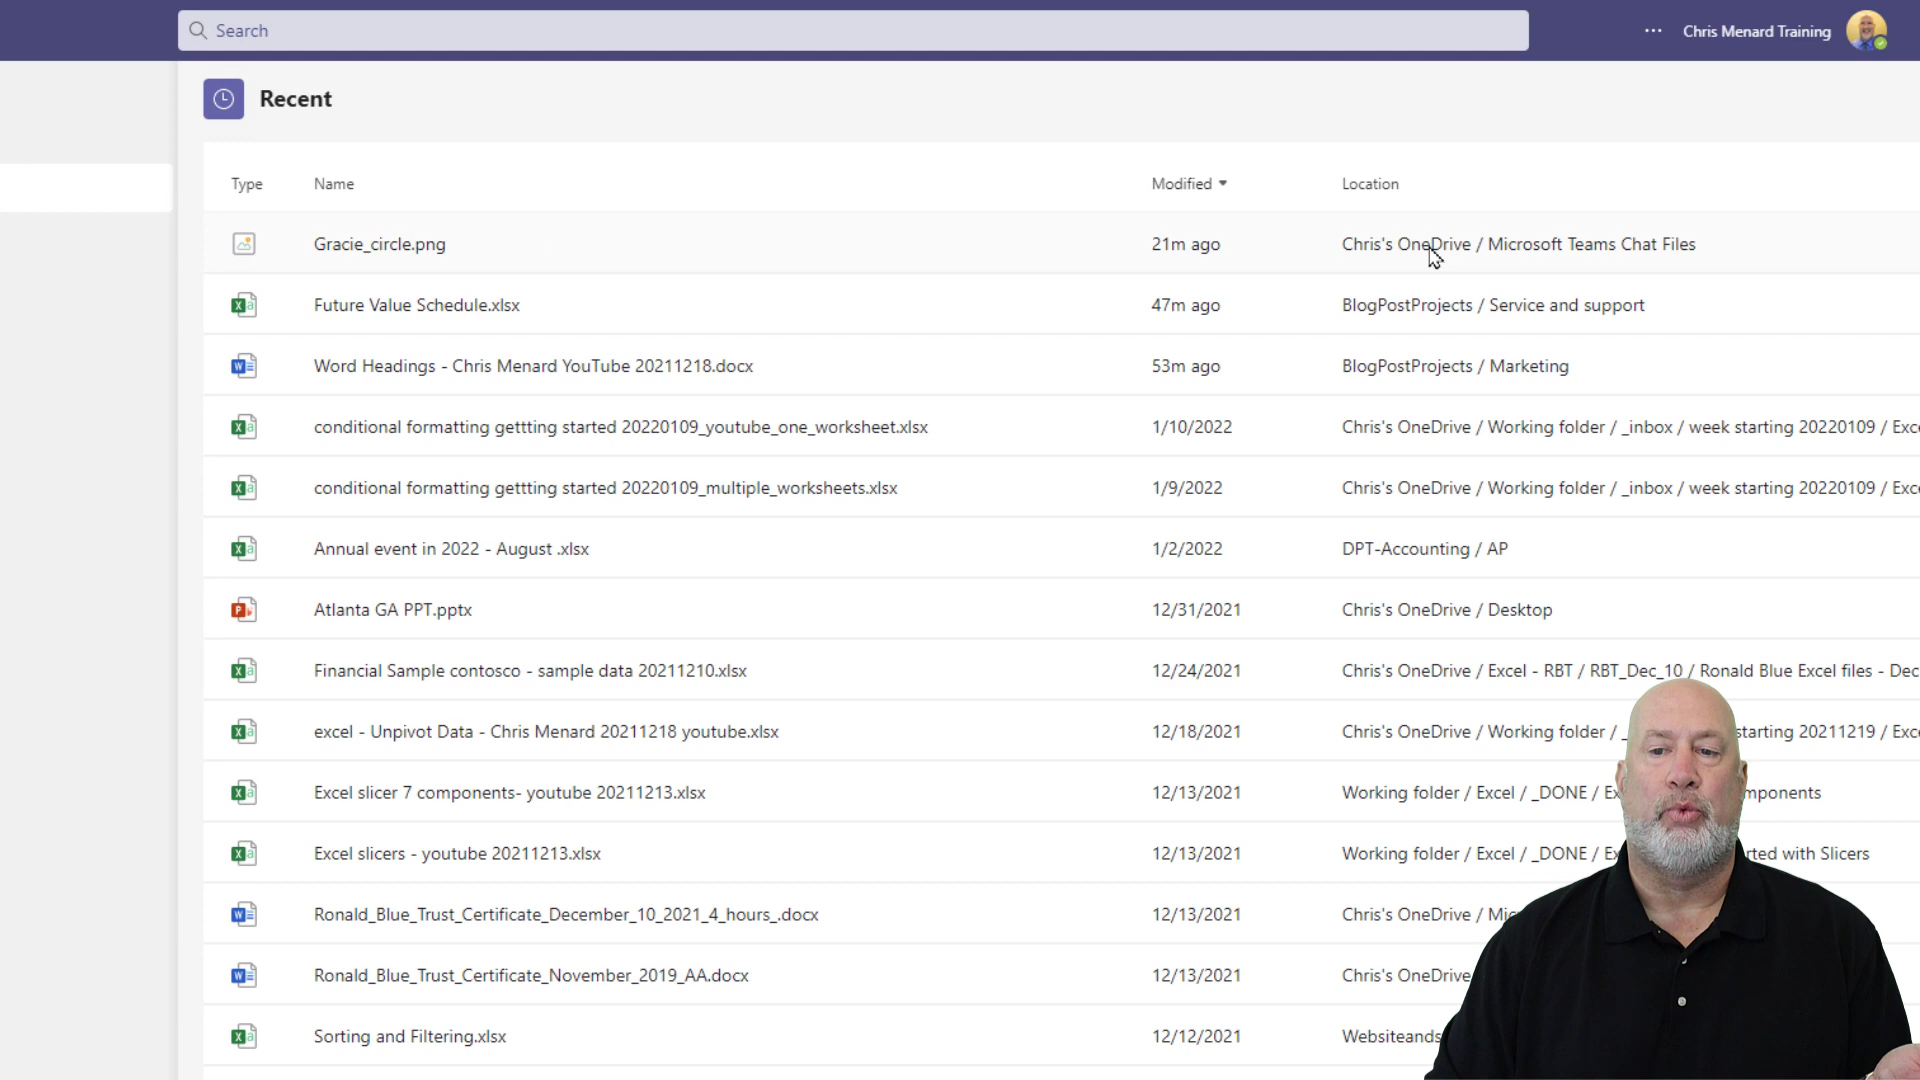 Search
··· Chris Menard Training
Recent
Type Name Modified Location
Gracie_circle.png 21m ago Chris's OneDrive / Microsoft Teams Chat Files
Future Value Schedule.xlsx 47m ago BlogPostProjects / Service and support
Word Headings - Chris Menard YouTube 20211218.docx 53m ago BlogPostProjects / Marketing
conditional formatting gettting started 20220109_youtube_one_worksheet.xlsx 1/10/2022 Chris's OneDrive / Working folder / _inbox / week starting 20220109 / Exc
conditional formatting gettting started 20220109_multiple_worksheets.xlsx 1/9/2022 Chris's OneDrive / Working folder / _inbox / week starting 20220109 / Exc
Annual event in 2022 - August .xlsx 1/2/2022 DPT-Accounting / AP
Atlanta GA PPT.pptx 12/31/2021 Chris's OneDrive / Desktop
Financial Sample contosco - sample data 20211210.xlsx 12/24/2021 Chris's OneDrive / Excel - RBT / RBT_Dec_10 / Ronald Blue Excel files - Dec
excel - Unpivot Data - Chris Menard 20211218 youtube.xlsx 12/18/2021 Chris's OneDrive / Working folder / _ starting 20211219 / Exc
Excel slicer 7 components- youtube 20211213.xlsx 12/13/2021 Working folder / Excel / _DONE / Ex mponents
Excel slicers - youtube 20211213.xlsx 12/13/2021 Working folder / Excel / _DONE / Ex rted with Slicers
Ronald_Blue_Trust_Certificate_December_10_2021_4_hours_.docx 12/13/2021 Chris's OneDrive / Mic
Ronald_Blue_Trust_Certificate_November_2019_AA.docx 12/13/2021 Chris's OneDrive
Sorting and Filtering.xlsx 12/12/2021 Websiteands